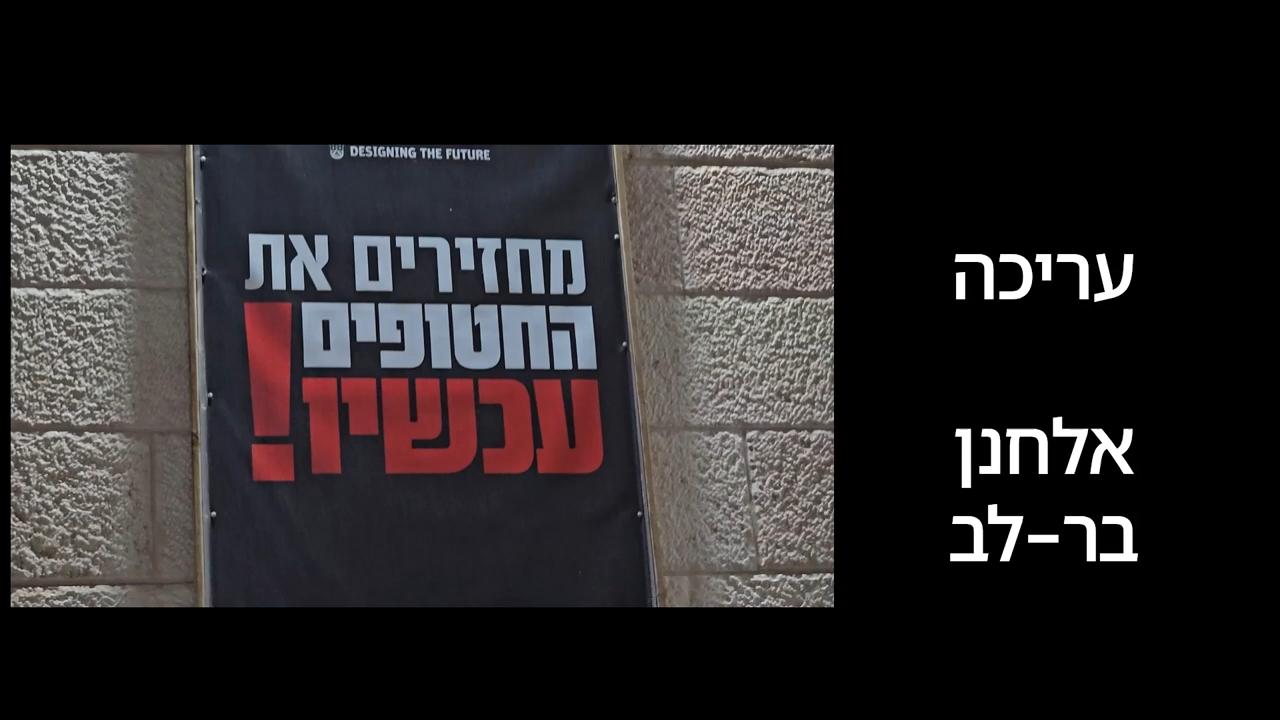 DESIGNING THE FUTURE
מחזירים את
החטופים
עכשיו!
עריכה
אלחנן
בר-לב